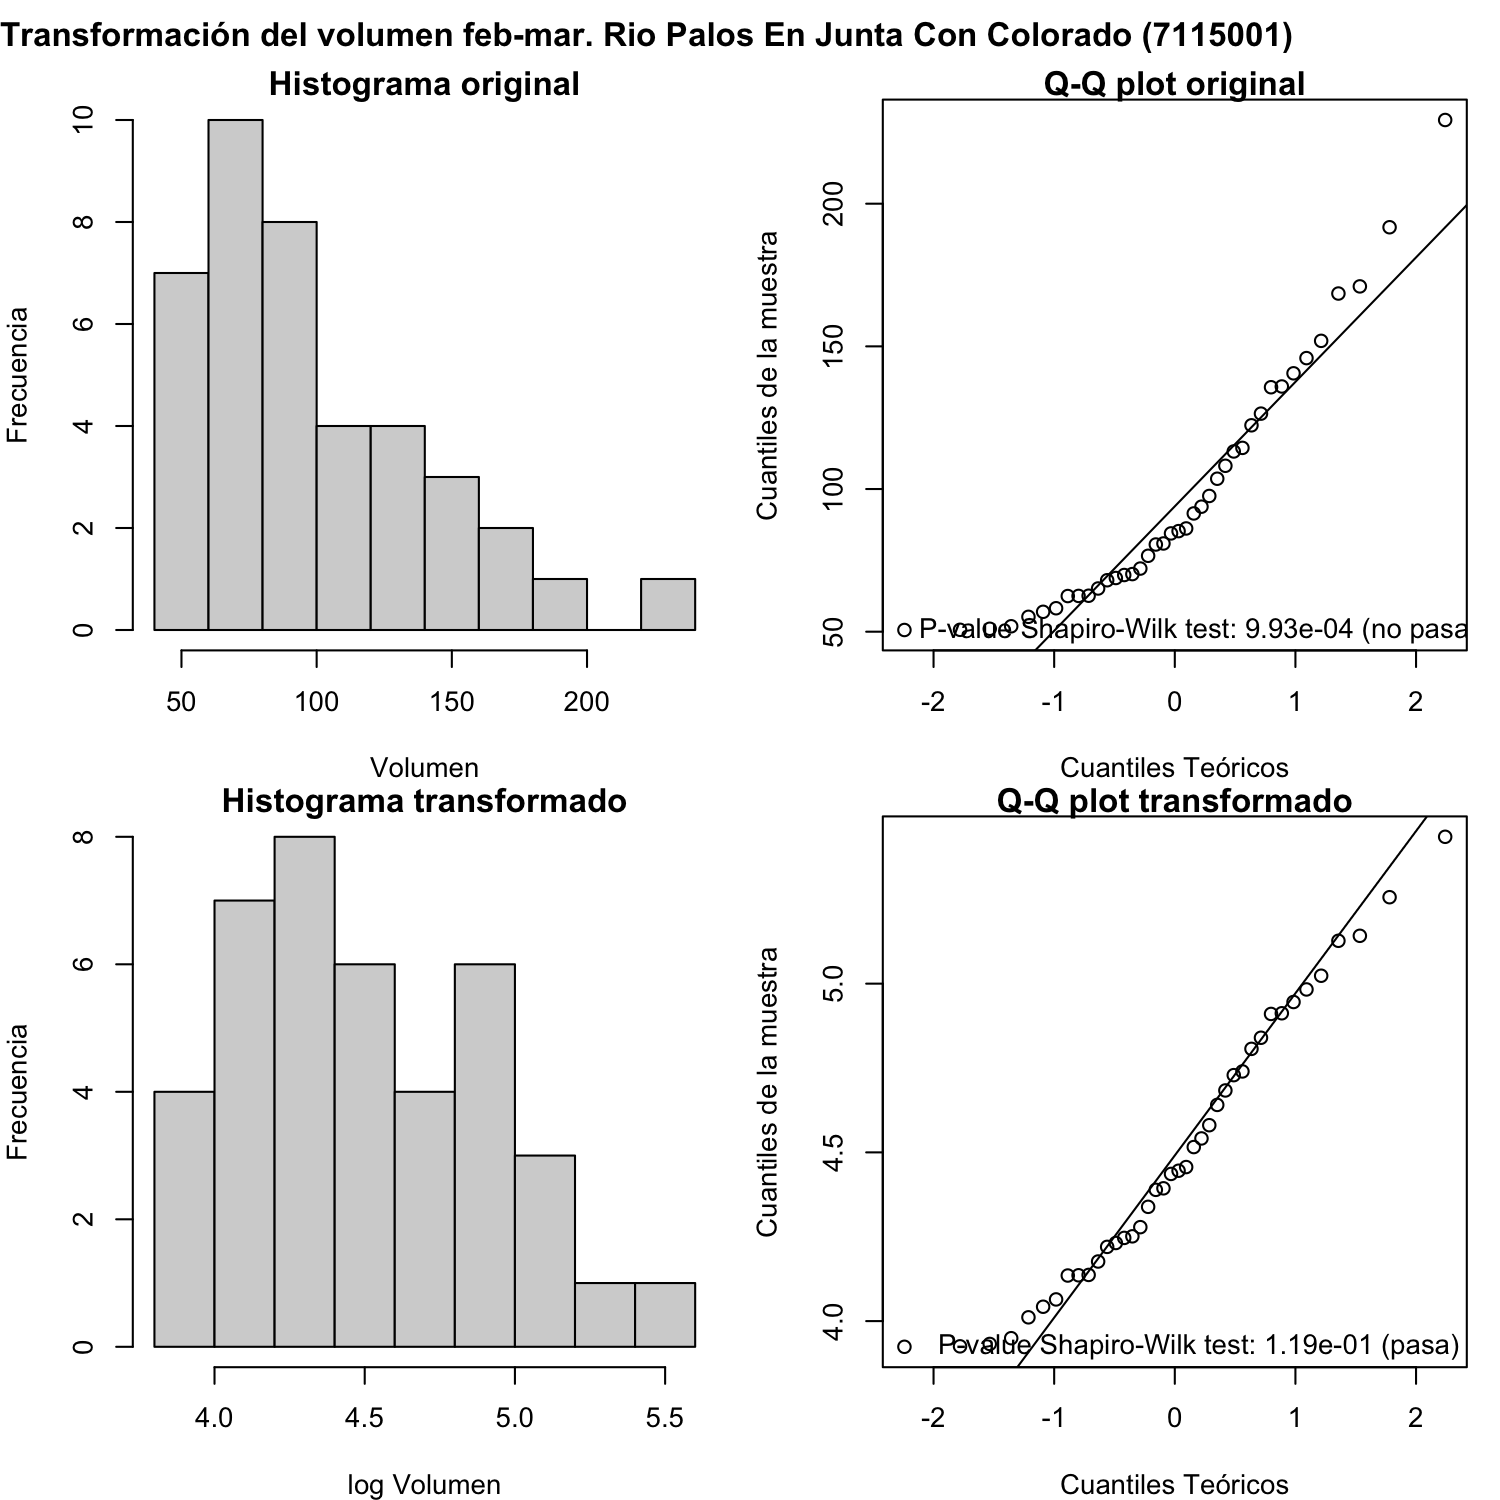 Transformación del volumen feb-mar. Rio Palos En Junta Con Colorado (7115001)
Histograma original
Frecuencia
0 2 4 6 8 10
50 100 150 200
Volumen
Q-Q plot original
Cuantiles de la muestra
50 100 150 200
P-value Shapiro-Wilk test: 9.93e-04 (no pasa
-2 -1 0 1 2
Cuantiles Teóricos
Histograma transformado
Frecuencia
0 2 4 6 8
4.0 4.5 5.0 5.5
log Volumen
Q-Q plot transformado
Cuantiles de la muestra
4.0 4.5 5.0
P-value Shapiro-Wilk test: 1.19e-01 (pasa)
-2 -1 0 1 2
Cuantiles Teóricos